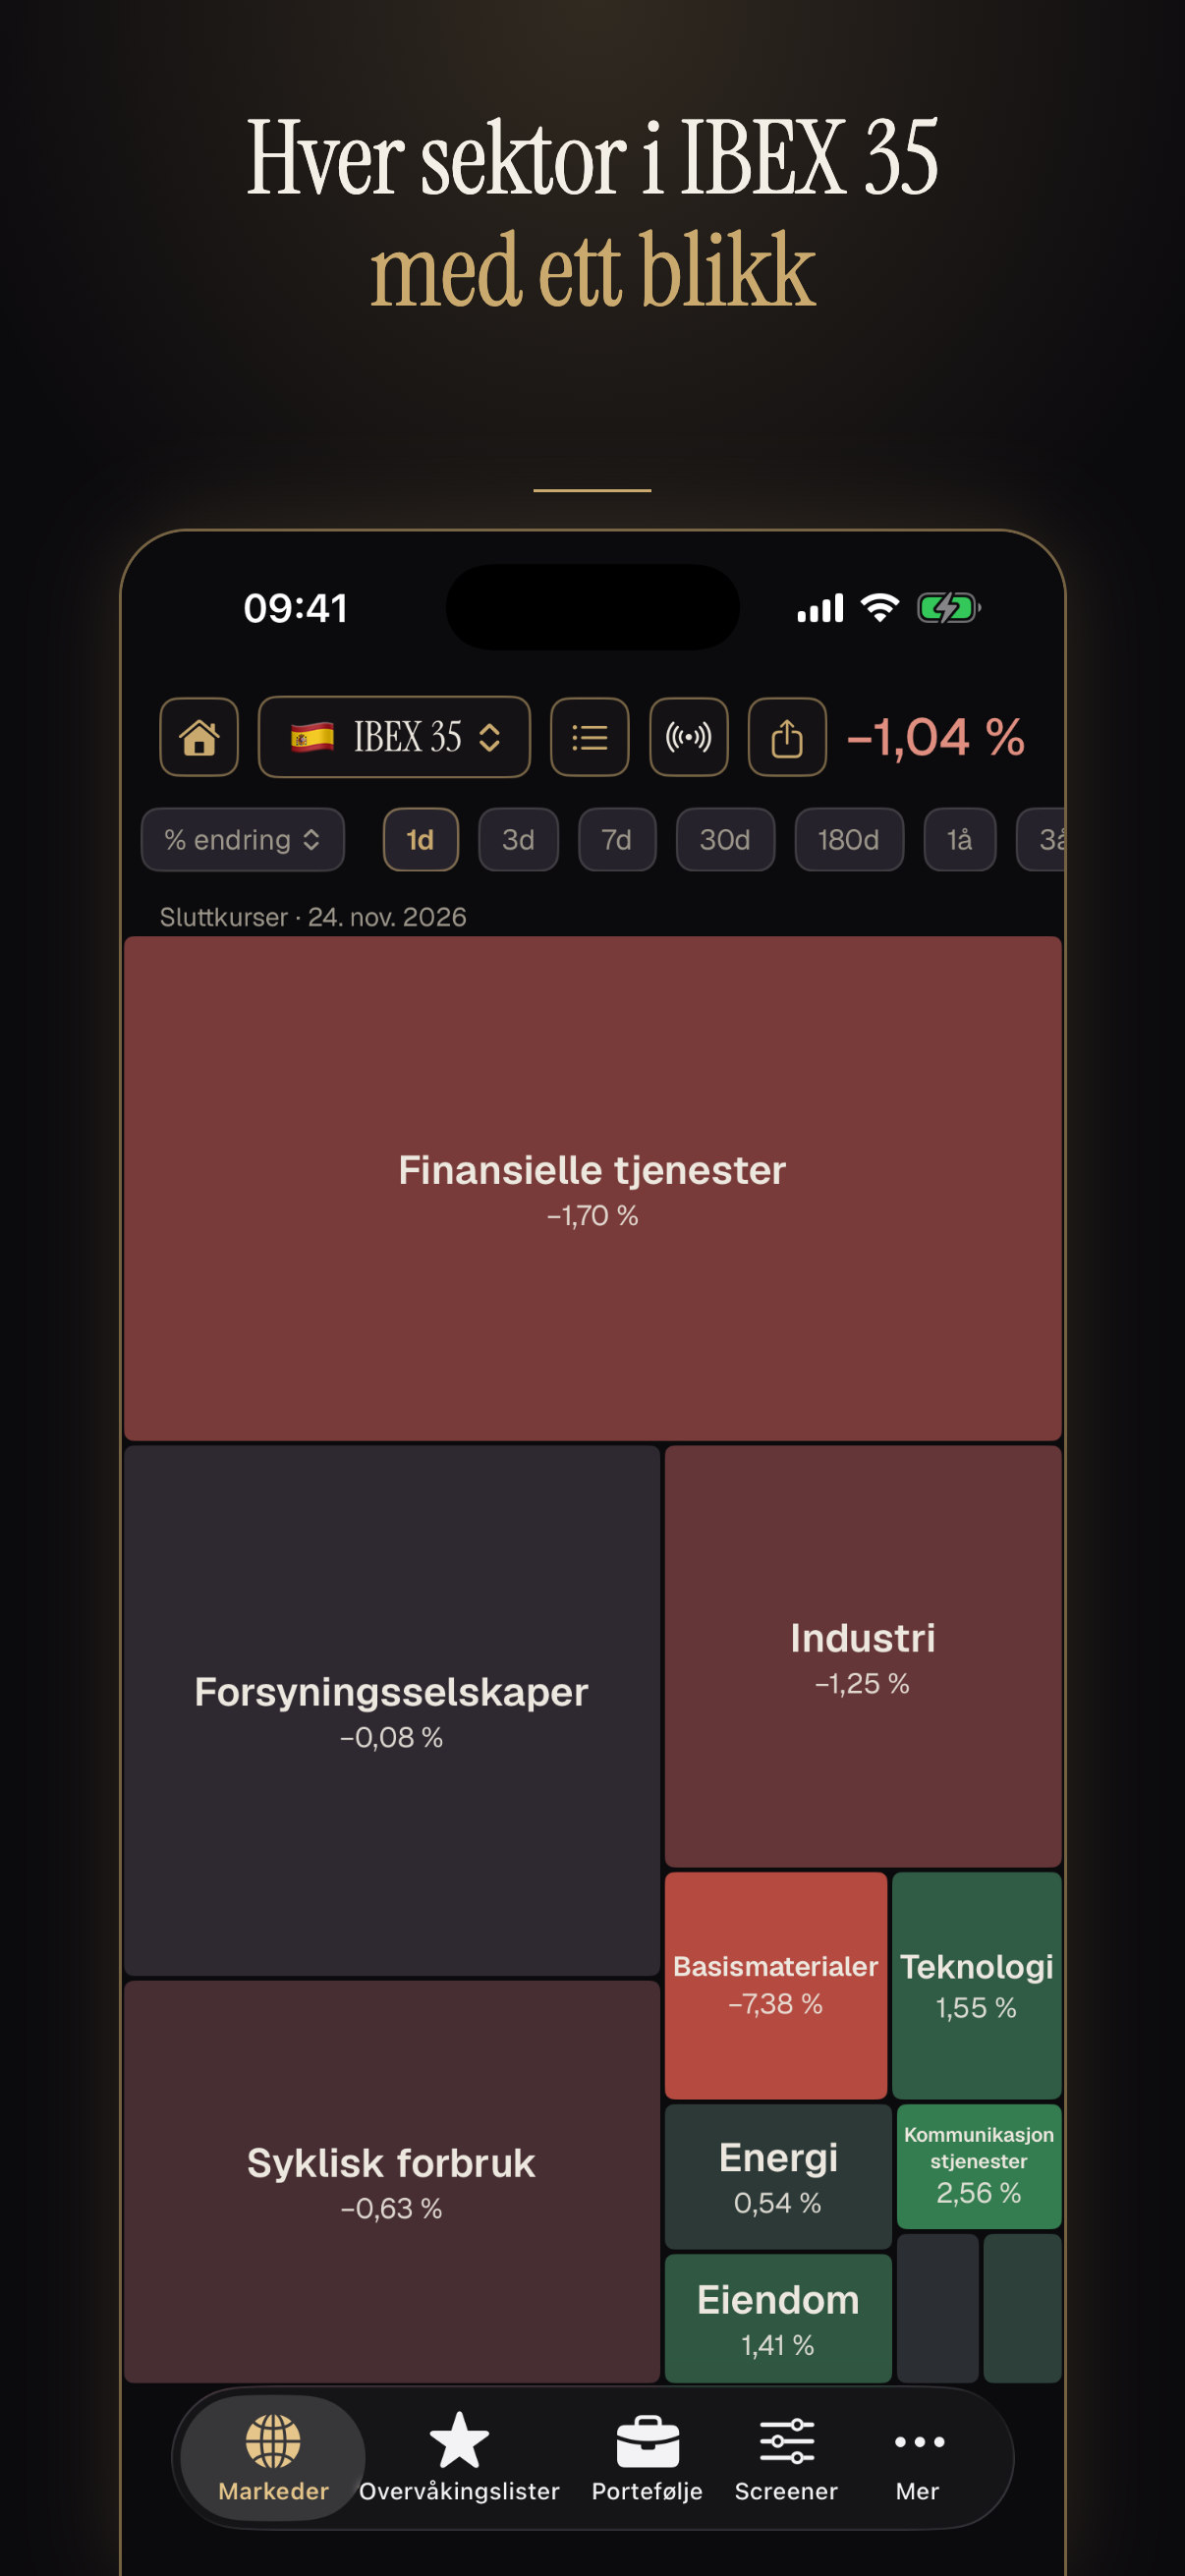 Hver sektor i IBEX 35
med ett blikk
09:41
IBEX 35
−1,04 %
% endring
1d
3d
7d
30d
180d
1å
3å
Sluttkurser · 24. nov. 2026
Finansielle tjenester
−1,70 %
Forsyningsselskaper
−0,08 %
Industri
−1,25 %
Basismaterialer
−7,38 %
Teknologi
1,55 %
Syklisk forbruk
−0,63 %
Energi
0,54 %
Kommunikasjon
stjenester
2,56 %
Eiendom
1,41 %
Markeder
Overvåkingslister
Portefølje
Screener
Mer